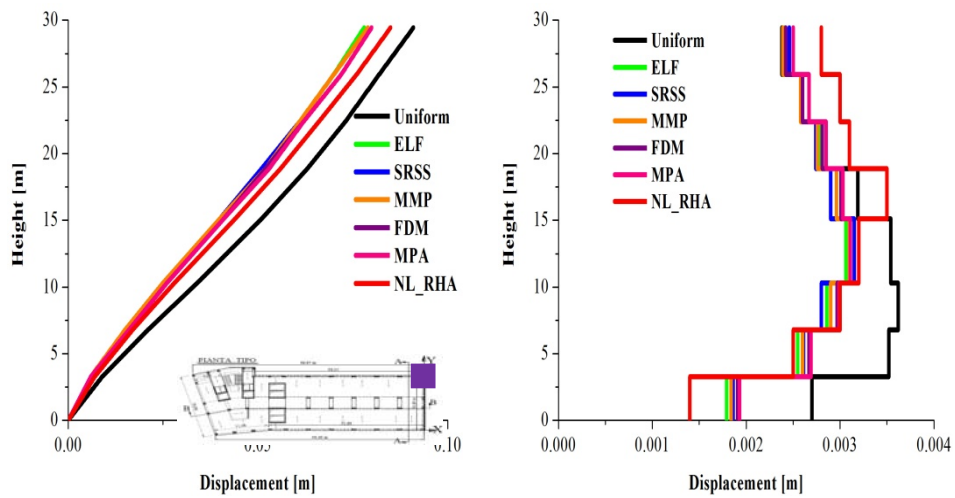 30
25
20
15
10
5
0
Height [m]
Uniform
ELF
SRSS
MMP
FDM
MPA
NL_RHA
PIANTA TIPO
Y
B
X
0.00
0.05
0.10
Displacement [m]
30
25
20
15
10
5
0
Height [m]
Uniform
ELF
SRSS
MMP
FDM
MPA
NL_RHA
0.000
0.001
0.002
0.003
0.004
Displacement [m]